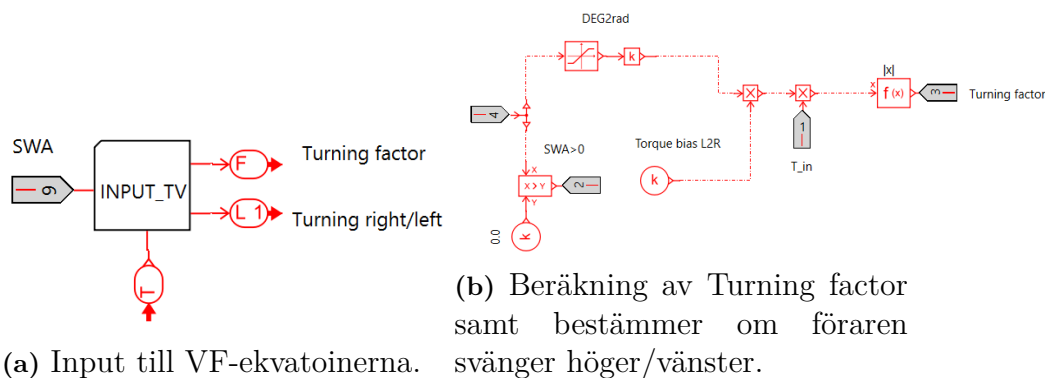 SWA
9
INPUT_TV
F
Turning factor
L 1
Turning right/left
T
(a) Input till VF-ekvatoinerna.
DEG2rad
k
4
SWA>0
X
X > Y
Y
2
0.0
k
Torque bias L2R
k
X
X
1
T_in
|x|
x
f(x)
3
Turning factor
(b) Beräkning av Turning factor
samt bestämmer om föraren
svänger höger/vänster.